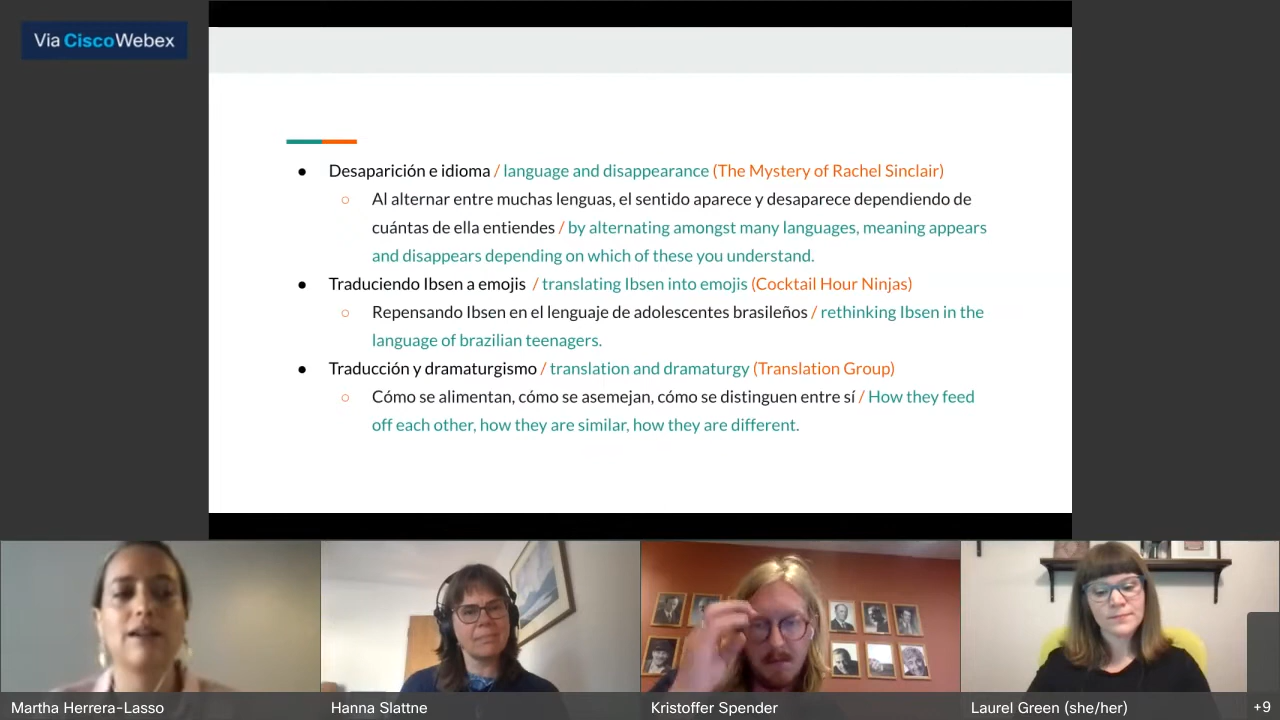 Via CiscoWebex
● Desaparición e idioma / language and disappearance (The Mystery of Rachel Sinclair)
○ Al alternar entre muchas lenguas, el sentido aparece y desaparece dependiendo de
cuántas de ella entiendes / by alternating amongst many languages, meaning appears
and disappears depending on which of these you understand.
● Traduciendo Ibsen a emojis / translating Ibsen into emojis (Cocktail Hour Ninjas)
○ Repensando Ibsen en el lenguaje de adolescentes brasileños / rethinking Ibsen in the
language of brazilian teenagers.
● Traducción y dramaturgismo / translation and dramaturgy (Translation Group)
○ Cómo se alimentan, cómo se asemejan, cómo se distinguen entre sí / How they feed
off each other, how they are similar, how they are different.
Martha Herrera-Lasso
Hanna Slattne
Kristoffer Spender
Laurel Green (she/her)
+9